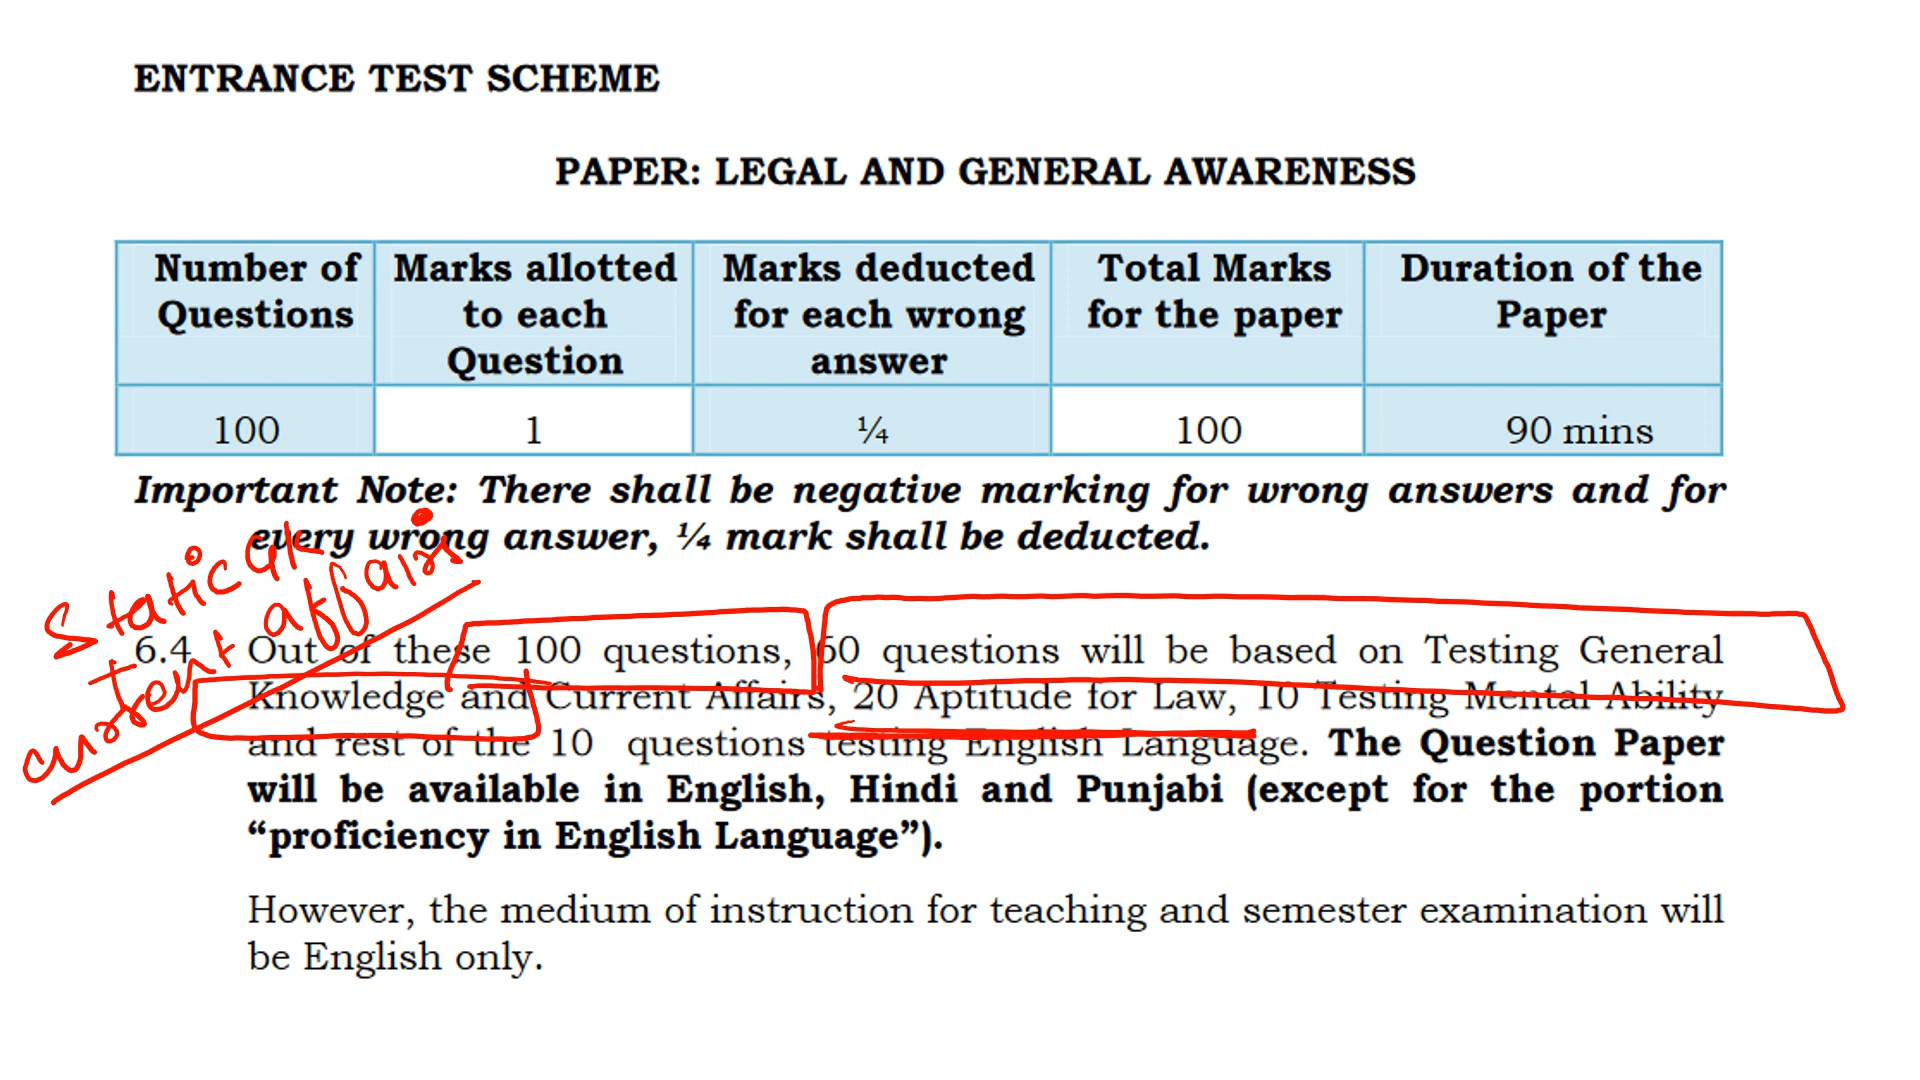 ENTRANCE TEST SCHEME
PAPER: LEGAL AND GENERAL AWARENESS
Number of Questions
Marks allotted to each Question
Marks deducted for each wrong answer
Total Marks for the paper
Duration of the Paper
100
1
¼
100
90 mins
Important Note: There shall be negative marking for wrong answers and for
every wrong answer, ¼ mark shall be deducted.
Static GK
current affairs
6.4 Out of these 100 questions, 60 questions will be based on Testing General
Knowledge and Current Affairs, 20 Aptitude for Law, 10 Testing Mental Ability
and rest of the 10 questions testing English Language. The Question Paper
will be available in English, Hindi and Punjabi (except for the portion
“proficiency in English Language”).
However, the medium of instruction for teaching and semester examination will
be English only.